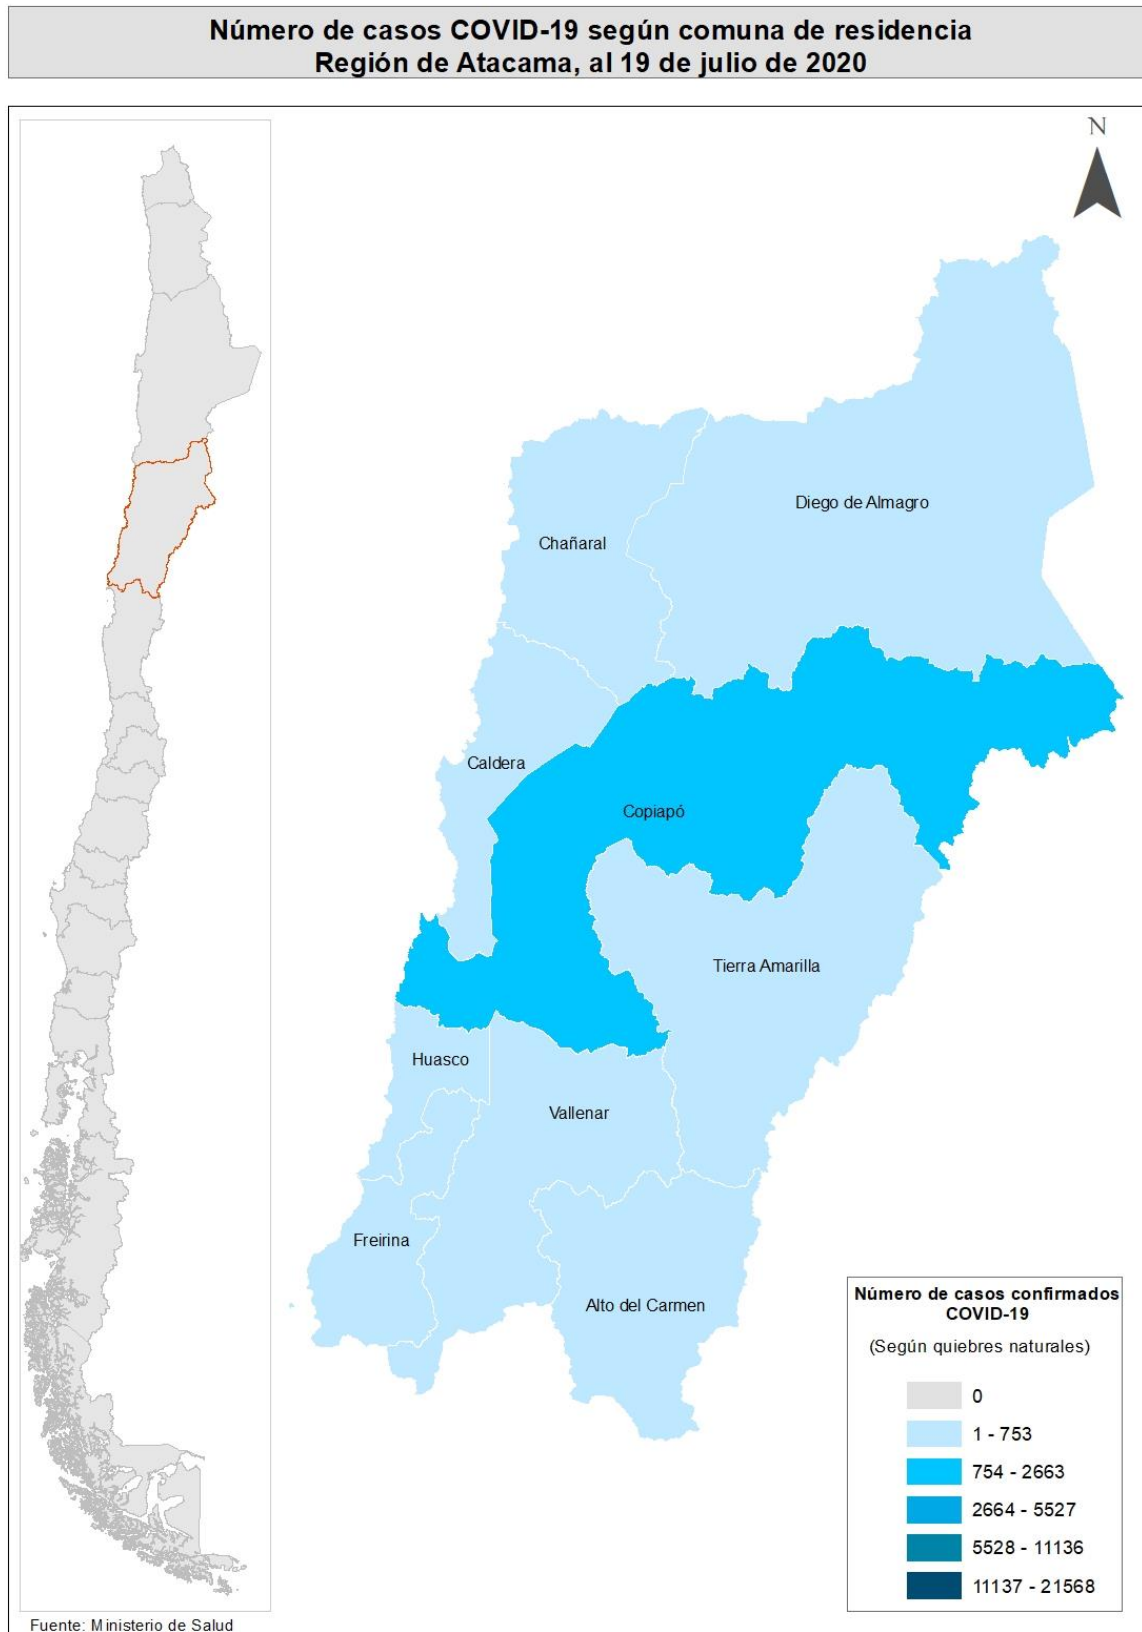 Número de casos COVID-19 según comuna de residencia
Región de Atacama, al 19 de julio de 2020
N
Diego de Almagro
Chañaral
Caldera
Copiapó
Tierra Amarilla
Huasco
Vallenar
Freirina
Alto del Carmen
Número de casos confirmados
COVID-19
(Según quiebres naturales)
0
1 - 753
754 - 2663
2664 - 5527
5528 - 11136
11137 - 21568
Fuente: Ministerio de Salud